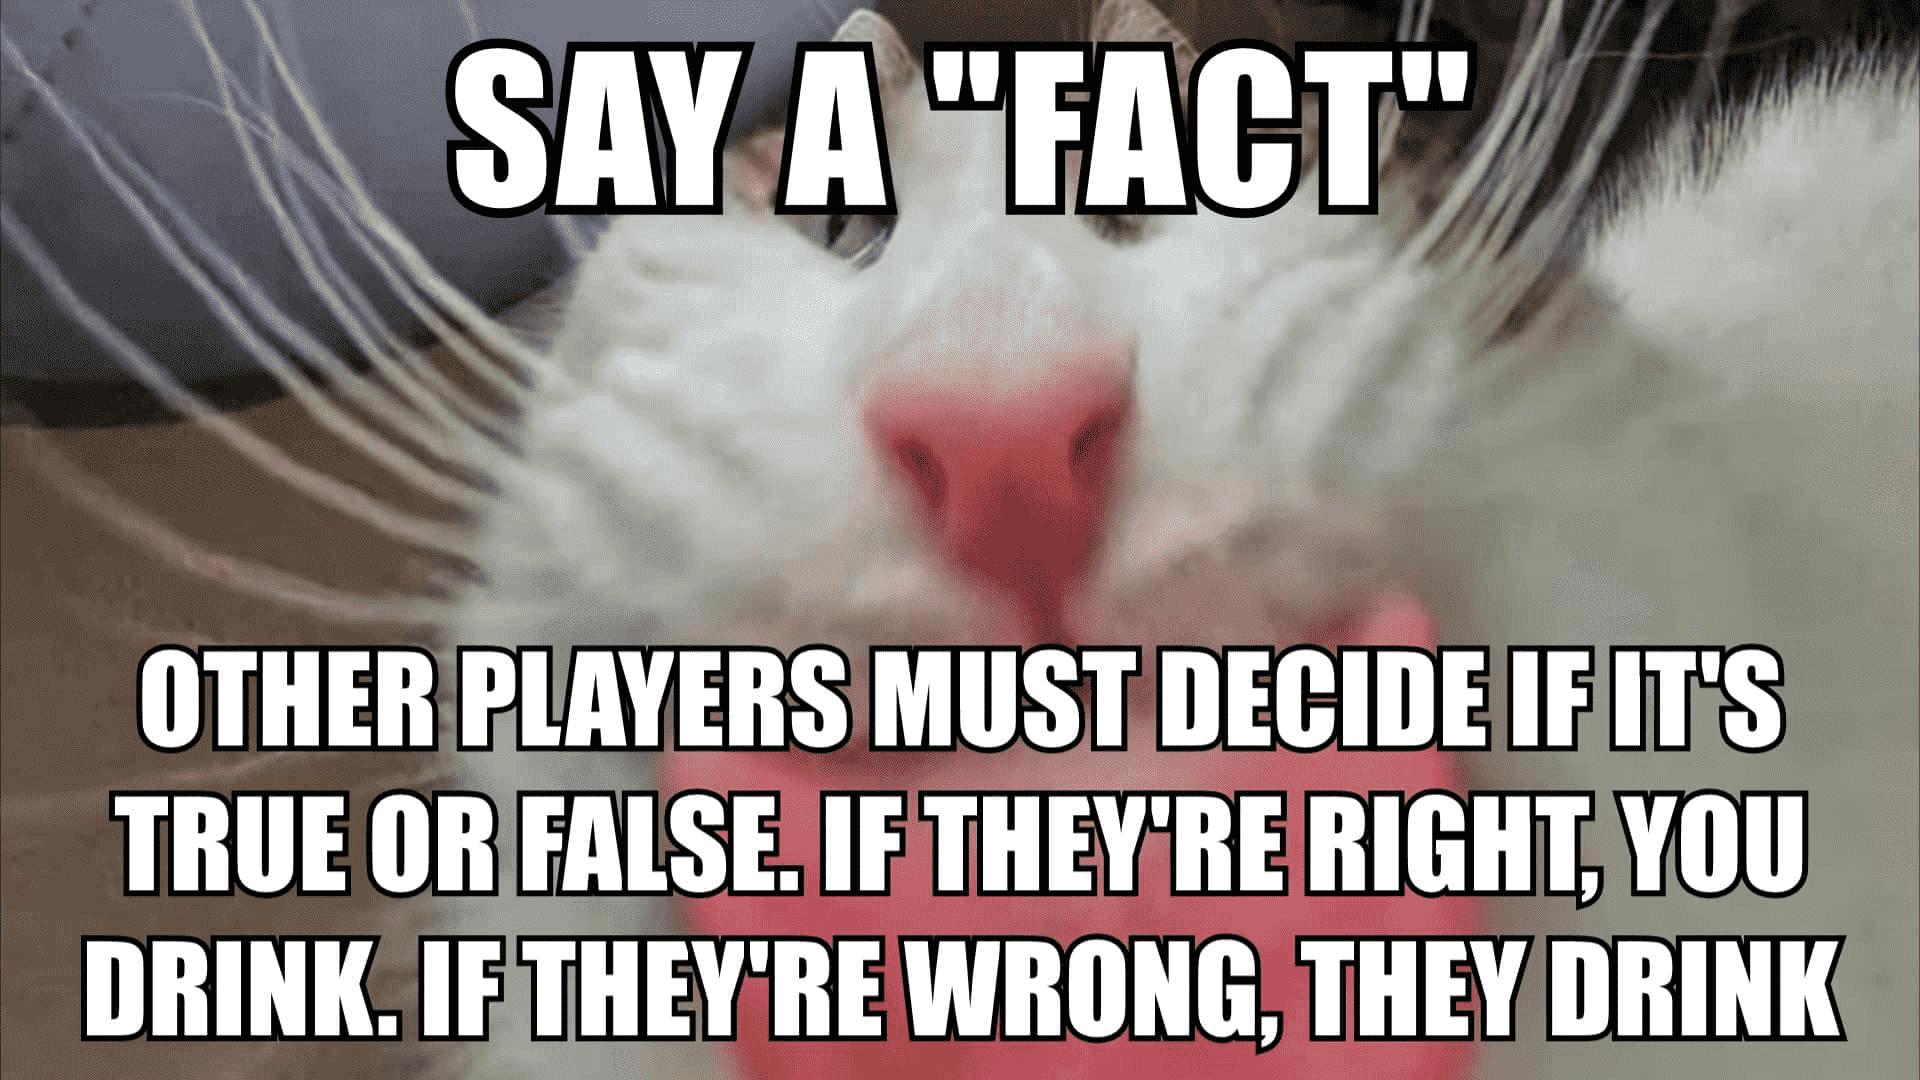 SAY A "FACT"
OTHER PLAYERS MUST DECIDE IF IT'S
TRUE OR FALSE. IF THEY'RE RIGHT, YOU
DRINK. IF THEY'RE WRONG, THEY DRINK